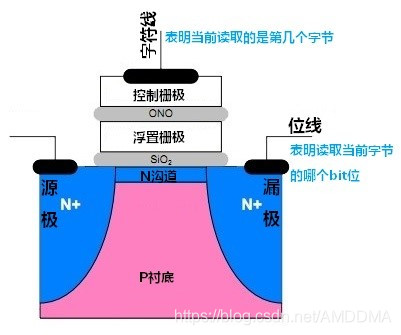 字符线
表明当前读取的是第几个字节
控制栅极
ONO
浮置栅极
SiO₂
位线
表明读取当前字节
的哪个bit位
源极
N+
N沟道
漏极
N+
P衬底
https://blog.csdn.net/AMDDMA